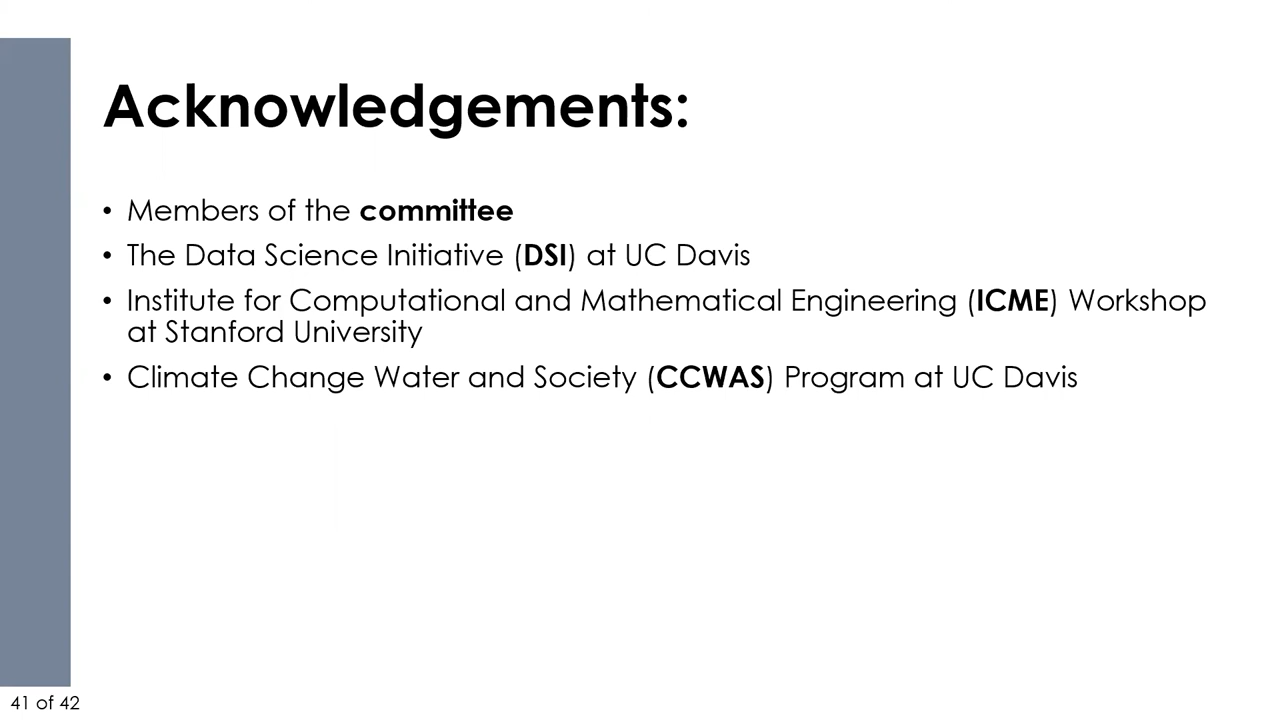 Acknowledgements:
• Members of the committee
• The Data Science Initiative (DSI) at UC Davis
• Institute for Computational and Mathematical Engineering (ICME) Workshop
at Stanford University
• Climate Change Water and Society (CCWAS) Program at UC Davis
41 of 42